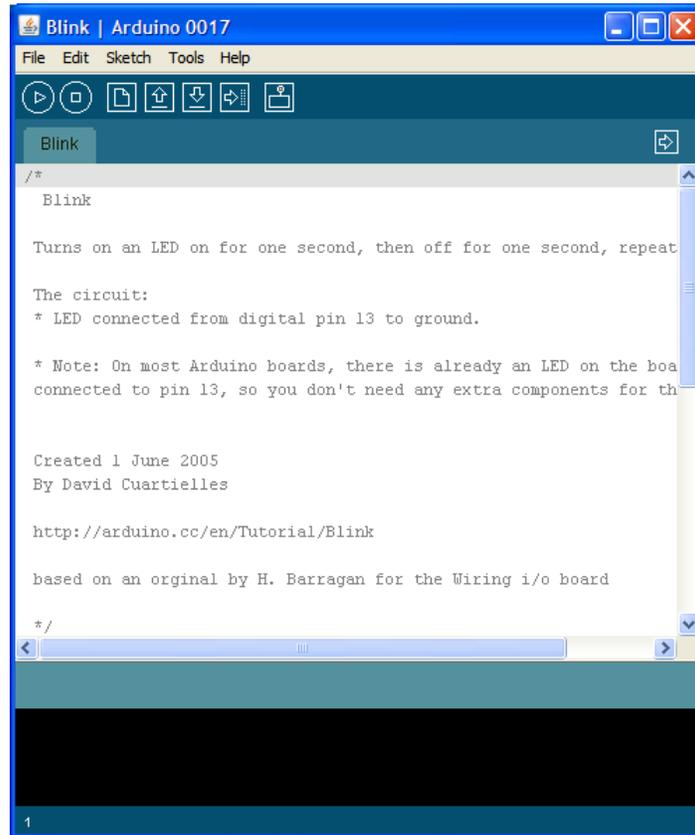 Blink | Arduino 0017
File Edit Sketch Tools Help
Blink
/*
Blink
Turns on an LED on for one second, then off for one second, repeat
The circuit:
* LED connected from digital pin 13 to ground.
* Note: On most Arduino boards, there is already an LED on the boa
connected to pin 13, so you don't need any extra components for th
Created 1 June 2005
By David Cuartielles
http://arduino.cc/en/Tutorial/Blink
based on an orginal by H. Barragan for the Wiring i/o board
*/
1